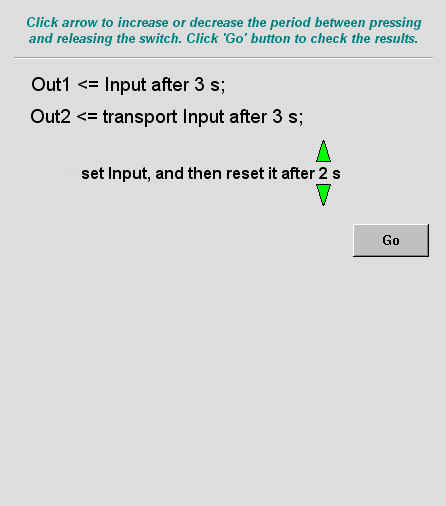 Click arrow to increase or decrease the period between pressing
and releasing the switch. Click 'Go' button to check the results.
Out1 <= Input after 3 s;
Out2 <= transport Input after 3 s;
set Input, and then reset it after 2 s
Go